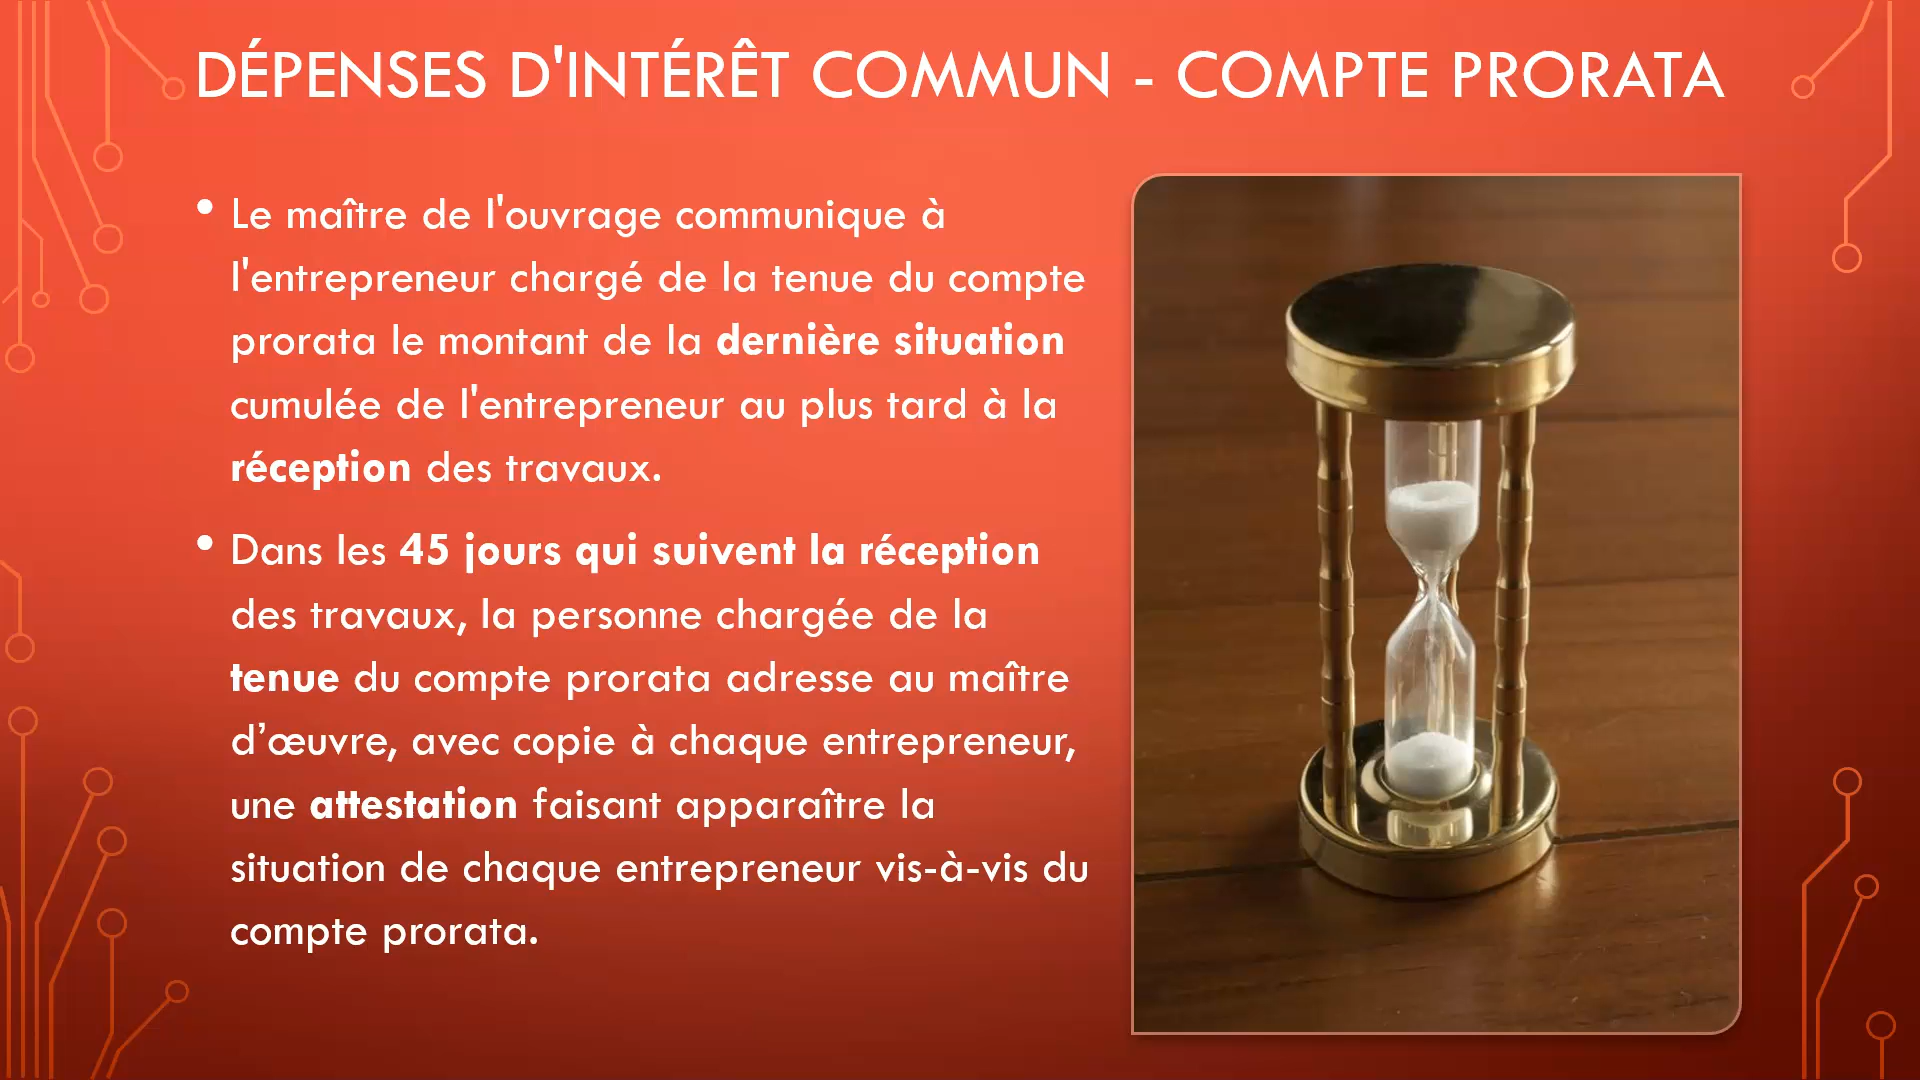 DÉPENSES D'INTÉRÊT COMMUN - COMPTE PRORATA
• Le maître de l'ouvrage communique à
l'entrepreneur chargé de la tenue du compte
prorata le montant de la dernière situation
cumulée de l'entrepreneur au plus tard à la
réception des travaux.
• Dans les 45 jours qui suivent la réception
des travaux, la personne chargée de la
tenue du compte prorata adresse au maître
d’œuvre, avec copie à chaque entrepreneur,
une attestation faisant apparaître la
situation de chaque entrepreneur vis-à-vis du
compte prorata.